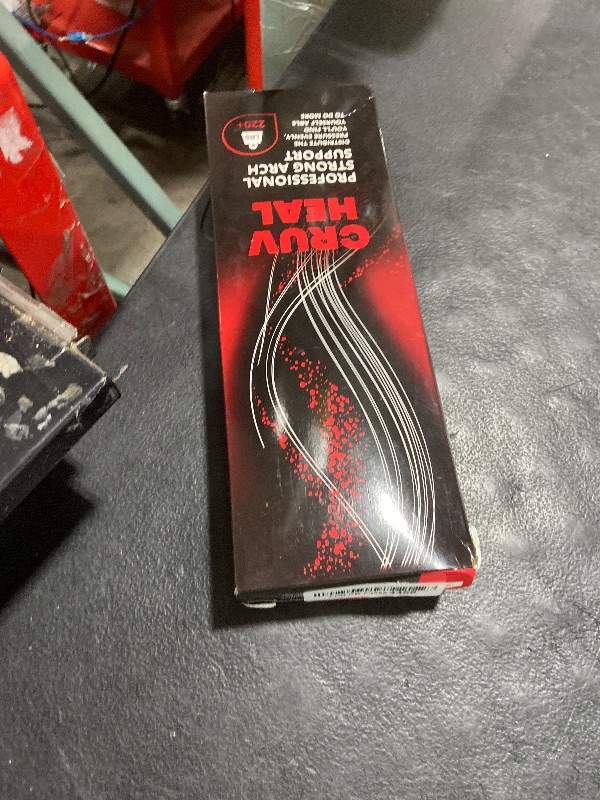 CRUV
HEAL
PROFESSIONAL
STRONG ARCH
SUPPORT
DISTRIBUTE THE
PRESSURE EVENLY,
YOU'LL FIND
YOURSELF ABLE
TO DO MORE
LBS
220+